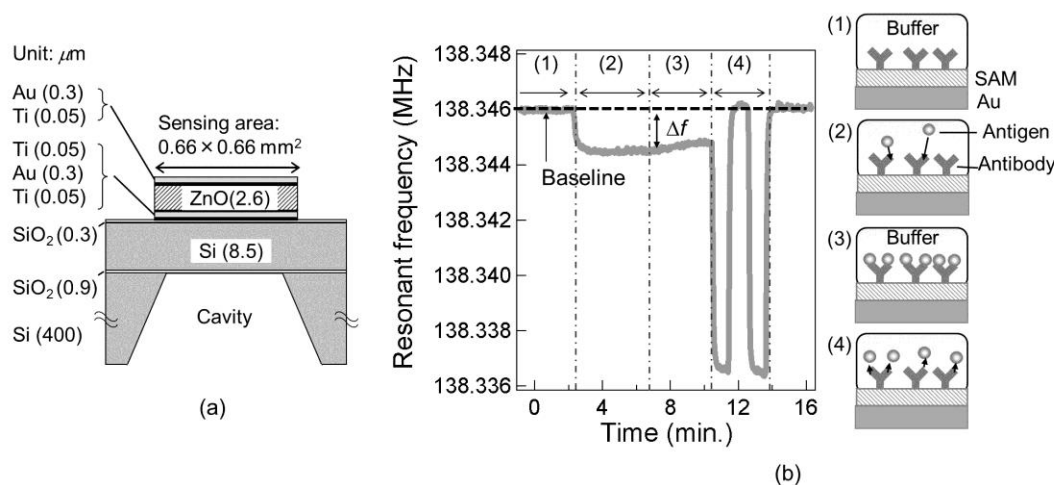 Unit: μm
Au (0.3)
Ti (0.05)
Ti (0.05)
Au (0.3)
Ti (0.05)
SiO₂(0.3)
SiO₂(0.9)
Si (400)
Sensing area:
0.66 × 0.66 mm²
ZnO(2.6)
Si (8.5)
Cavity
(a)
Resonant frequency (MHz)
138.348
138.346
138.344
138.342
138.340
138.338
138.336
(1)
(2)
(3)
(4)
Δf
Baseline
0
4
8
12
16
Time (min.)
(b)
(1)
Buffer
SAM
Au
(2)
Antigen
Antibody
(3)
Buffer
(4)